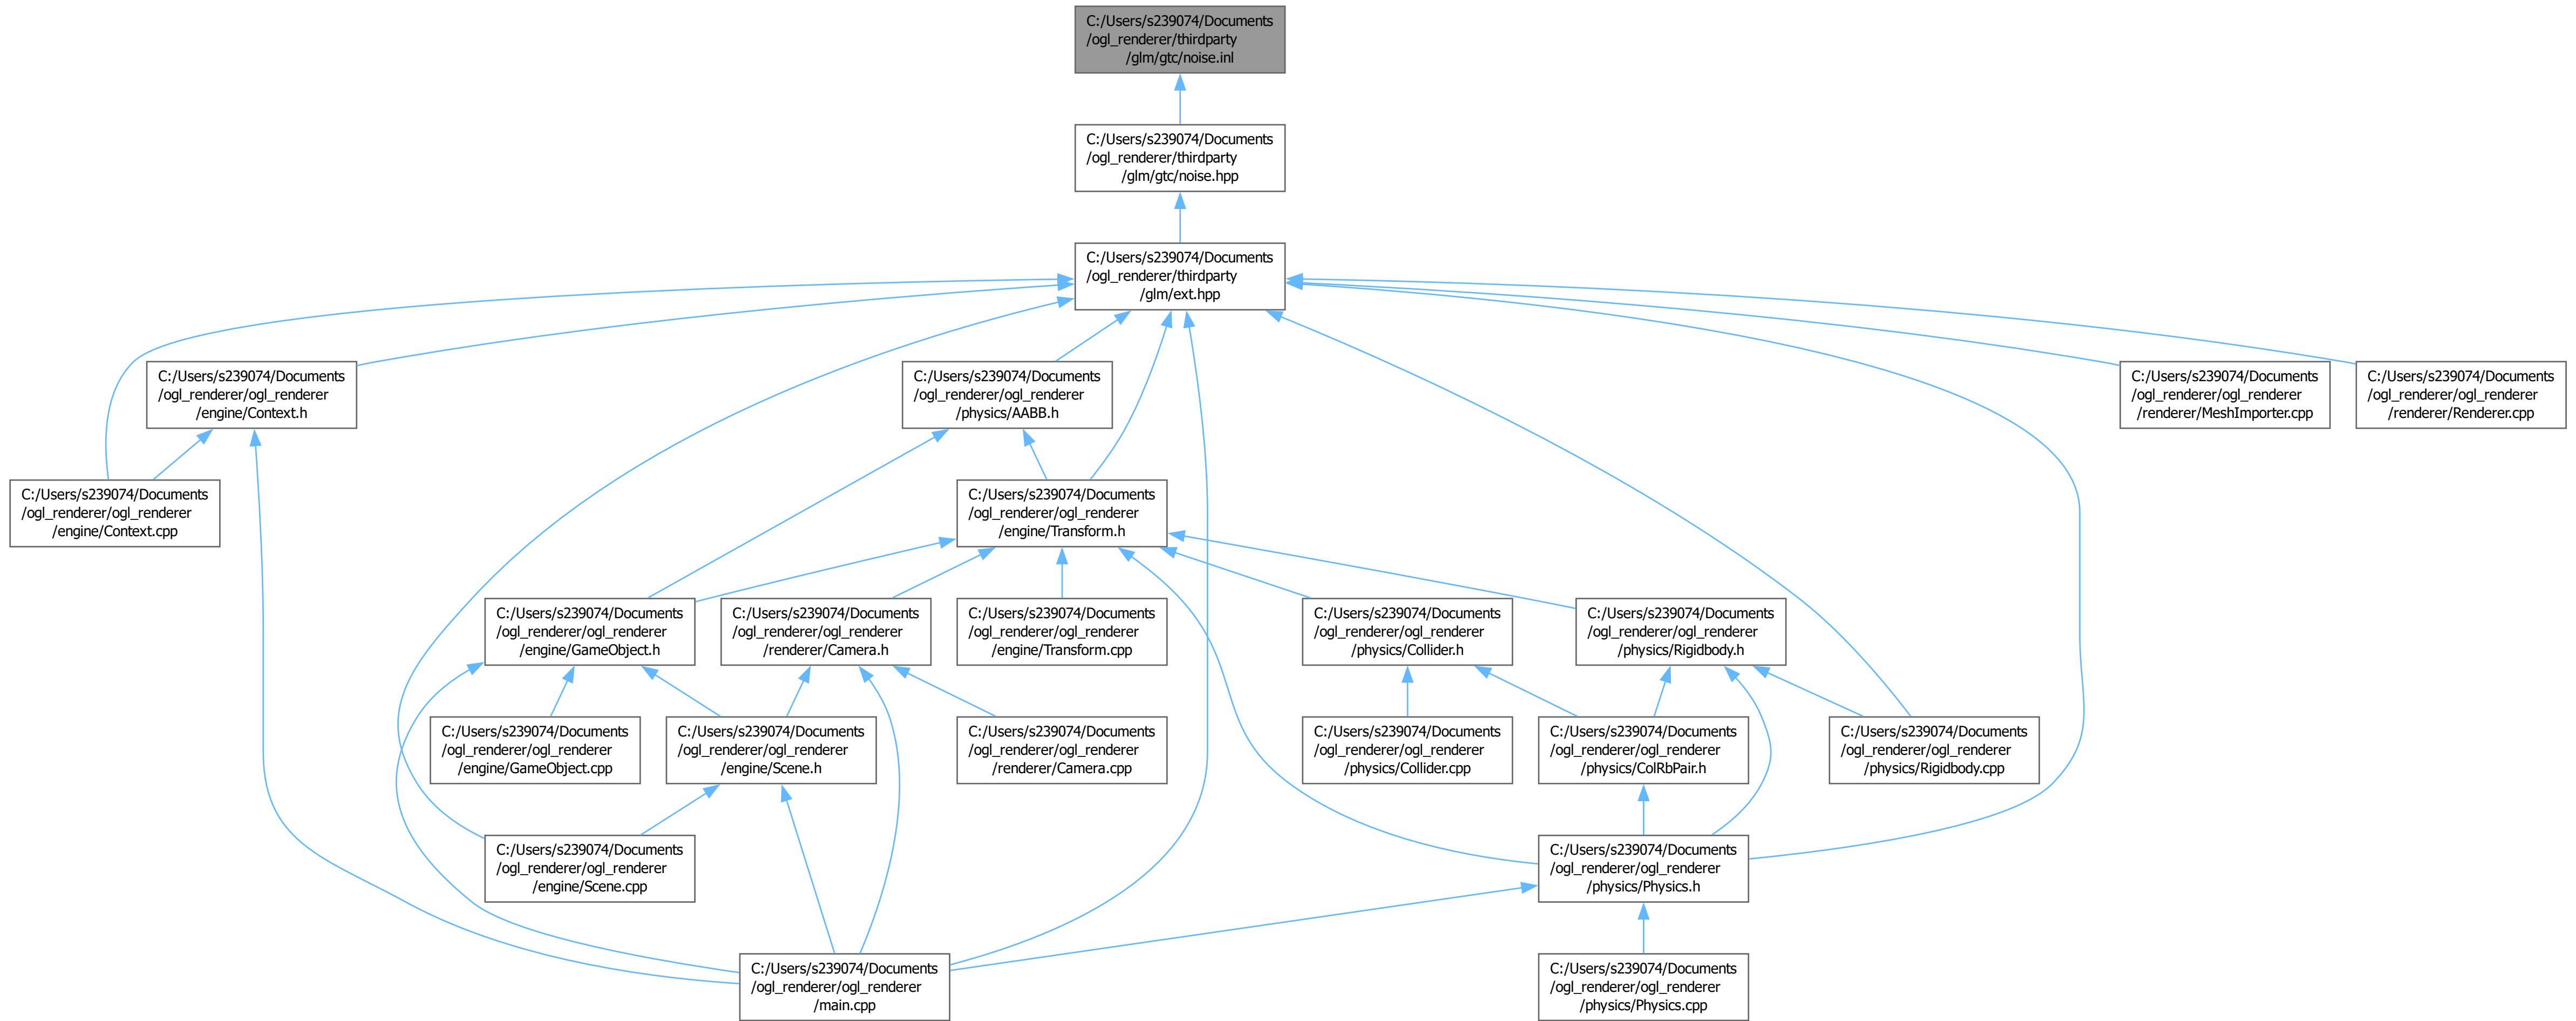 C:/Users/s239074/Documents
/ogl_renderer/thirdparty
/glm/gtc/noise.inl
C:/Users/s239074/Documents
/ogl_renderer/thirdparty
/glm/gtc/noise.hpp
C:/Users/s239074/Documents
/ogl_renderer/thirdparty
/glm/ext.hpp
C:/Users/s239074/Documents
/ogl_renderer/ogl_renderer
/engine/Context.h
C:/Users/s239074/Documents
/ogl_renderer/ogl_renderer
/physics/AABB.h
C:/Users/s239074/Documents
/ogl_renderer/ogl_renderer
/renderer/MeshImporter.cpp
C:/Users/s239074/Documents
/ogl_renderer/ogl_renderer
/renderer/Renderer.cpp
C:/Users/s239074/Documents
/ogl_renderer/ogl_renderer
/engine/Context.cpp
C:/Users/s239074/Documents
/ogl_renderer/ogl_renderer
/engine/Transform.h
C:/Users/s239074/Documents
/ogl_renderer/ogl_renderer
/engine/GameObject.h
C:/Users/s239074/Documents
/ogl_renderer/ogl_renderer
/renderer/Camera.h
C:/Users/s239074/Documents
/ogl_renderer/ogl_renderer
/engine/Transform.cpp
C:/Users/s239074/Documents
/ogl_renderer/ogl_renderer
/physics/Collider.h
C:/Users/s239074/Documents
/ogl_renderer/ogl_renderer
/physics/Rigidbody.h
C:/Users/s239074/Documents
/ogl_renderer/ogl_renderer
/engine/GameObject.cpp
C:/Users/s239074/Documents
/ogl_renderer/ogl_renderer
/engine/Scene.h
C:/Users/s239074/Documents
/ogl_renderer/ogl_renderer
/renderer/Camera.cpp
C:/Users/s239074/Documents
/ogl_renderer/ogl_renderer
/physics/Collider.cpp
C:/Users/s239074/Documents
/ogl_renderer/ogl_renderer
/physics/ColRbPair.h
C:/Users/s239074/Documents
/ogl_renderer/ogl_renderer
/physics/Rigidbody.cpp
C:/Users/s239074/Documents
/ogl_renderer/ogl_renderer
/engine/Scene.cpp
C:/Users/s239074/Documents
/ogl_renderer/ogl_renderer
/physics/Physics.h
C:/Users/s239074/Documents
/ogl_renderer/ogl_renderer
/main.cpp
C:/Users/s239074/Documents
/ogl_renderer/ogl_renderer
/physics/Physics.cpp